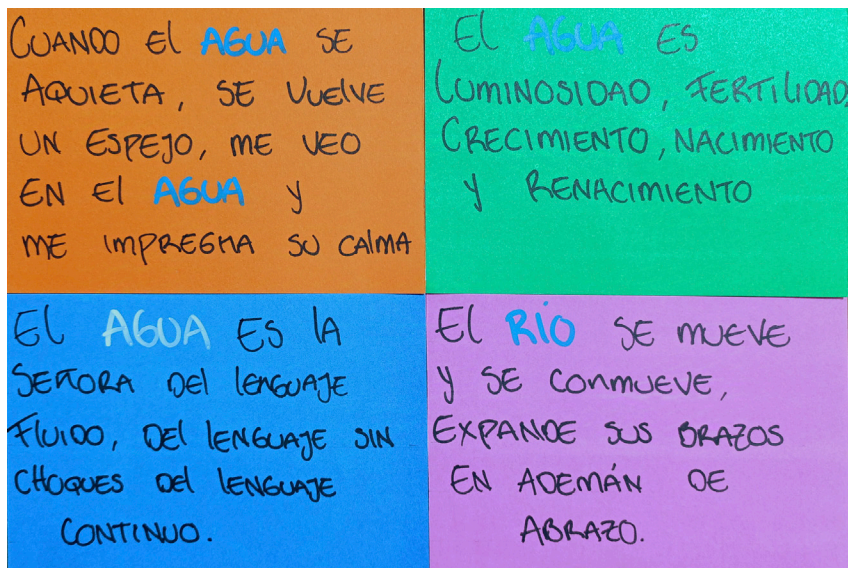 CUANDO El AGUA SE
AQUIETA, SE VUElVE
UN ESPEJO, ME VEO
EN El AGUA y
ME IMPREGNA SU CAlMA
El AGUA ES
LUMINOSIDAD, FERTILIDAD,
CRECIMIENTO, NACIMIENTO
y RENACIMIENTO
EL AGUA ES lA
SEÑORA DEl lENGUAJE
FlUIDO, DEl lENGUAJE SIN
CHOQUES DEl lENGUAJE
CONTINUO.
El RÍO SE MUEVE
y SE CONMUEVE,
EXPANDE SUS BRAZOS
EN ADEMÁN DE
ABRAZO.